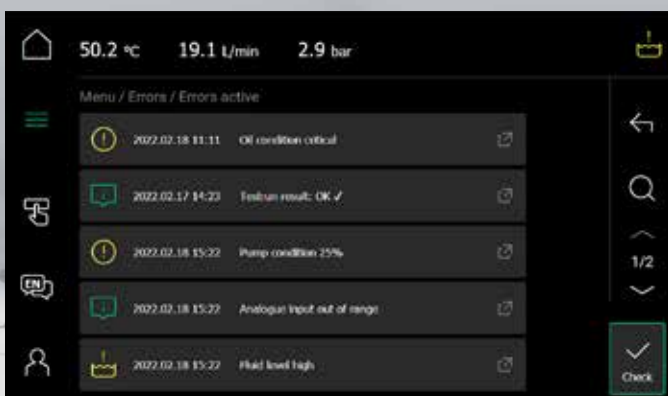 50.2 °C 19.1 L/min 2.9 bar
Menu / Errors / Errors active
2022.02.18 11:11 Oil condition critical
2022.02.17 14:23 Testrun result: OK ✓
2022.02.18 15:22 Pump condition 25%
1/2
EN
2022.02.18 15:22 Analogue input out of range
2022.02.18 15:22 Fluid level high
Check